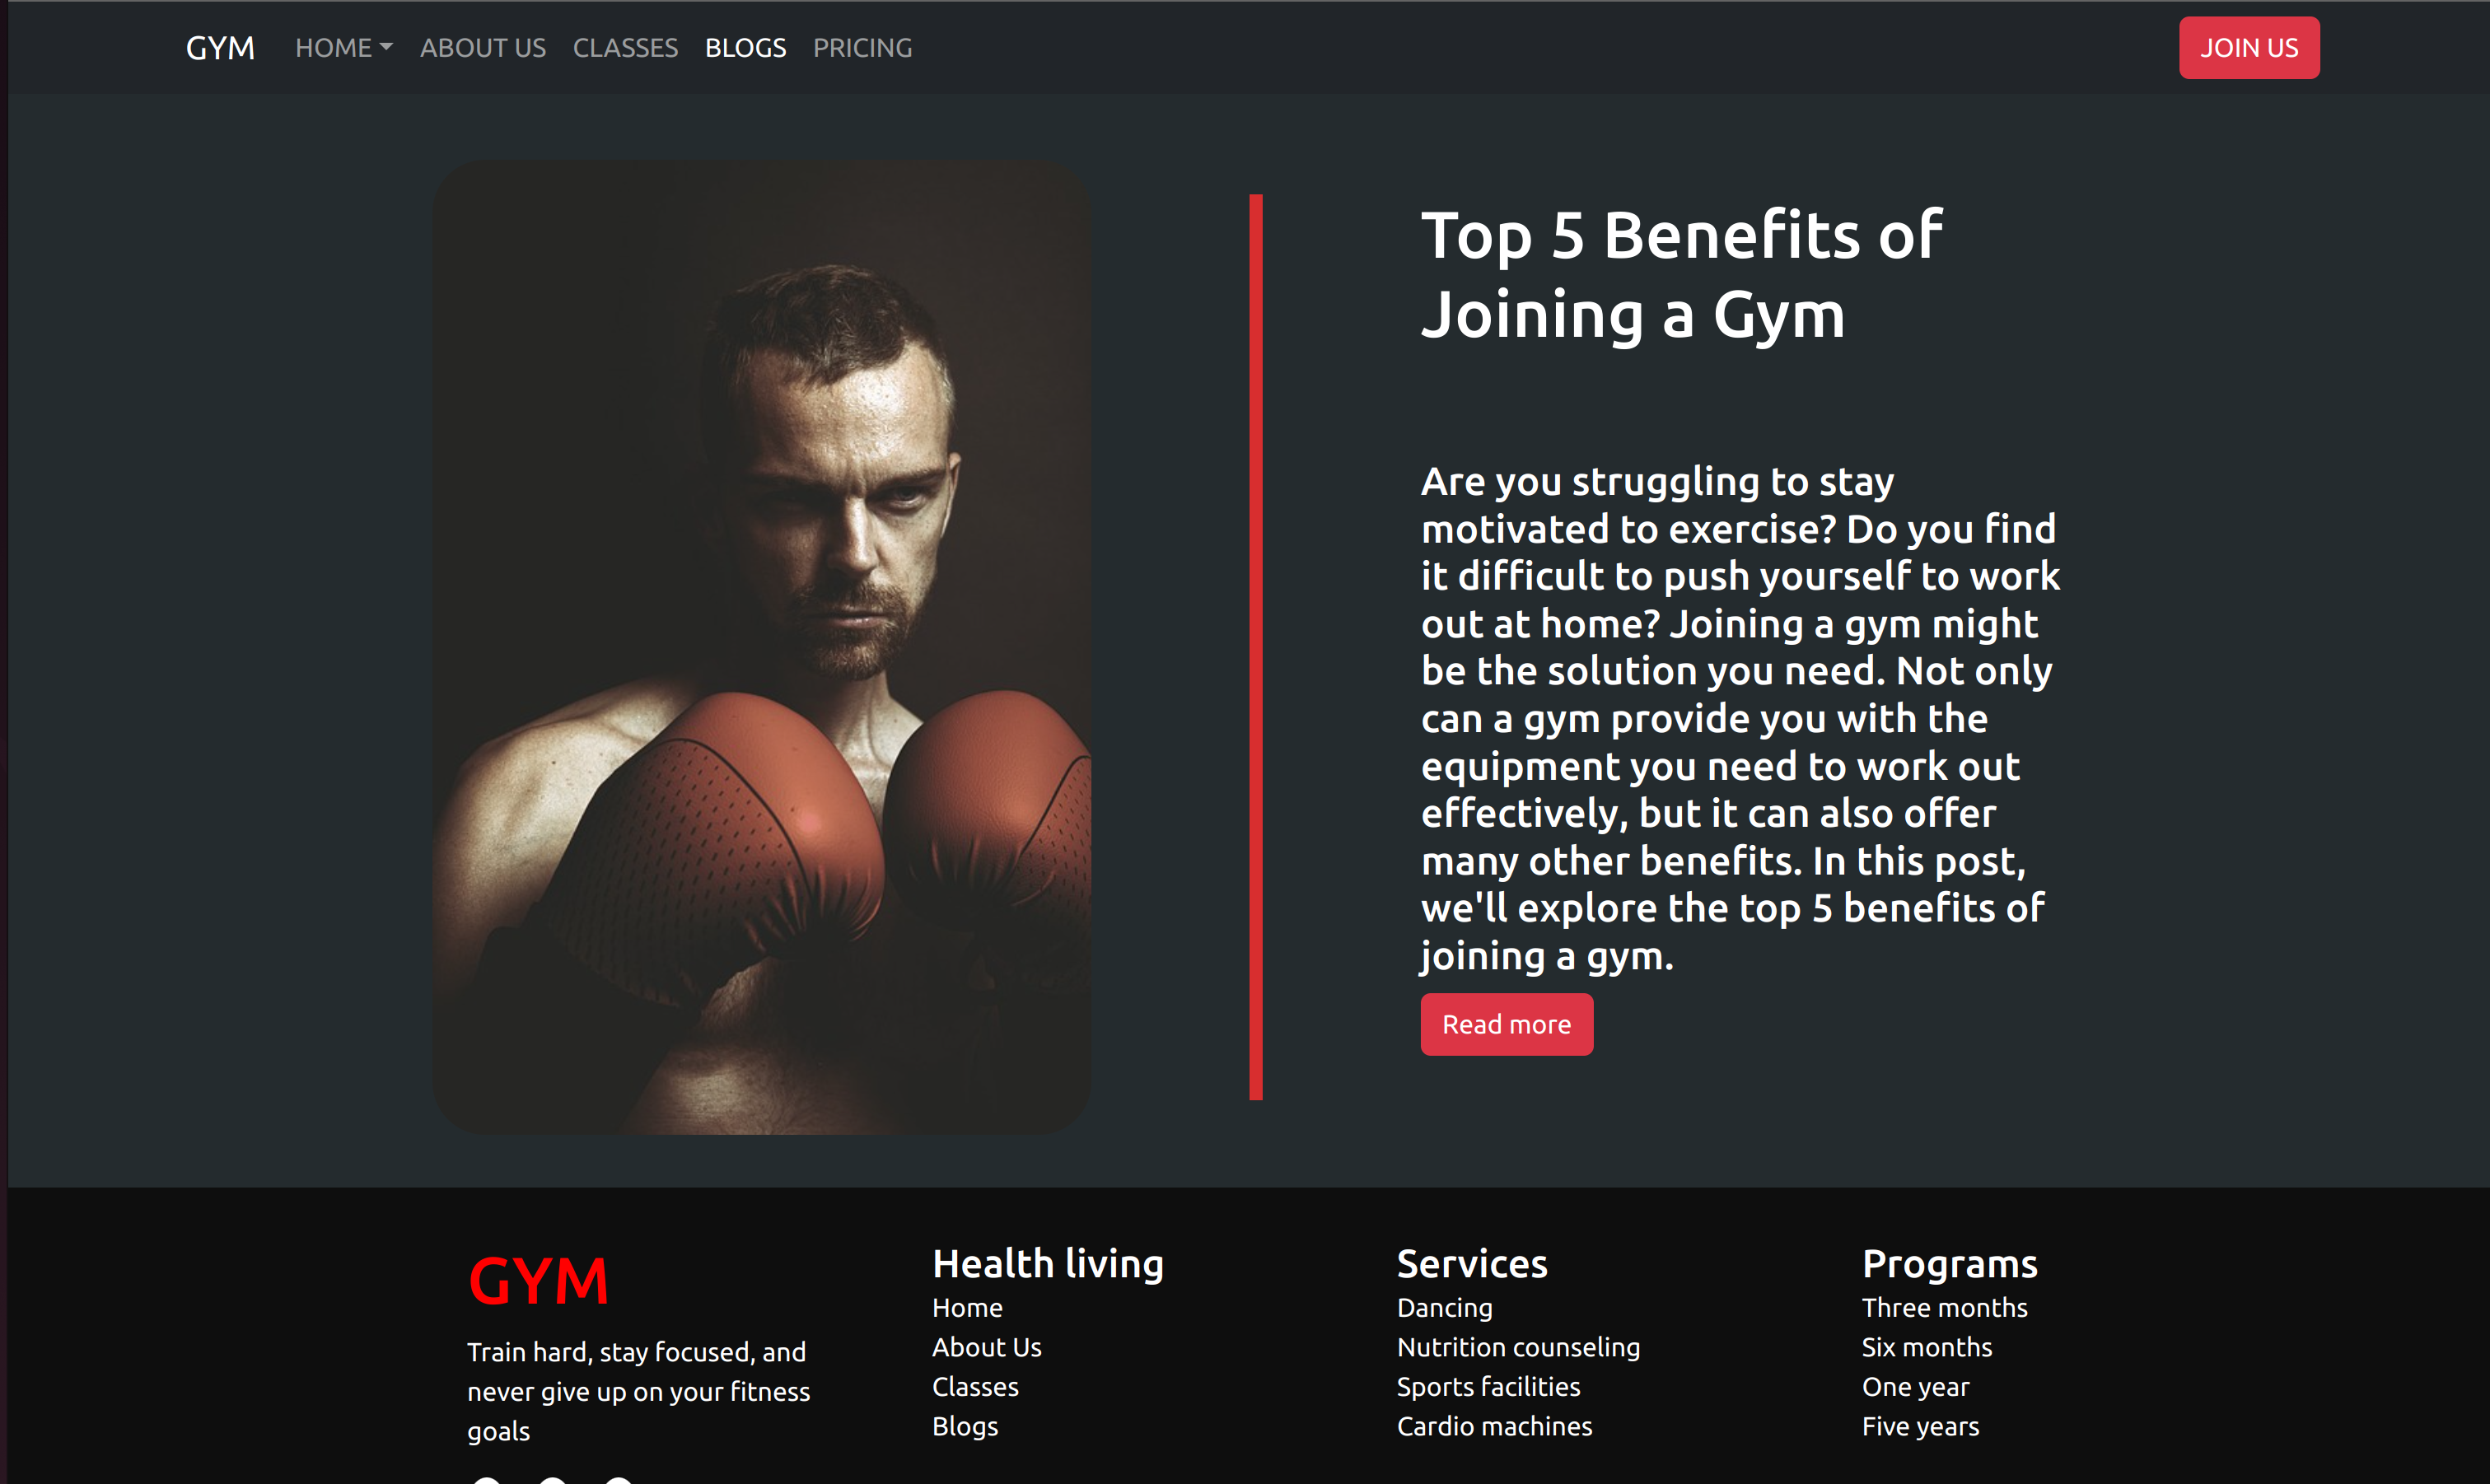 GYM HOME ABOUT US CLASSES BLOGS PRICING JOIN US
Top 5 Benefits of
Joining a Gym
Are you struggling to stay
motivated to exercise? Do you find
it difficult to push yourself to work
out at home? Joining a gym might
be the solution you need. Not only
can a gym provide you with the
equipment you need to work out
effectively, but it can also offer
many other benefits. In this post,
we'll explore the top 5 benefits of
joining a gym.
Read more
GYM
Train hard, stay focused, and
never give up on your fitness
goals
Health living
Home
About Us
Classes
Blogs
Services
Dancing
Nutrition counseling
Sports facilities
Cardio machines
Programs
Three months
Six months
One year
Five years